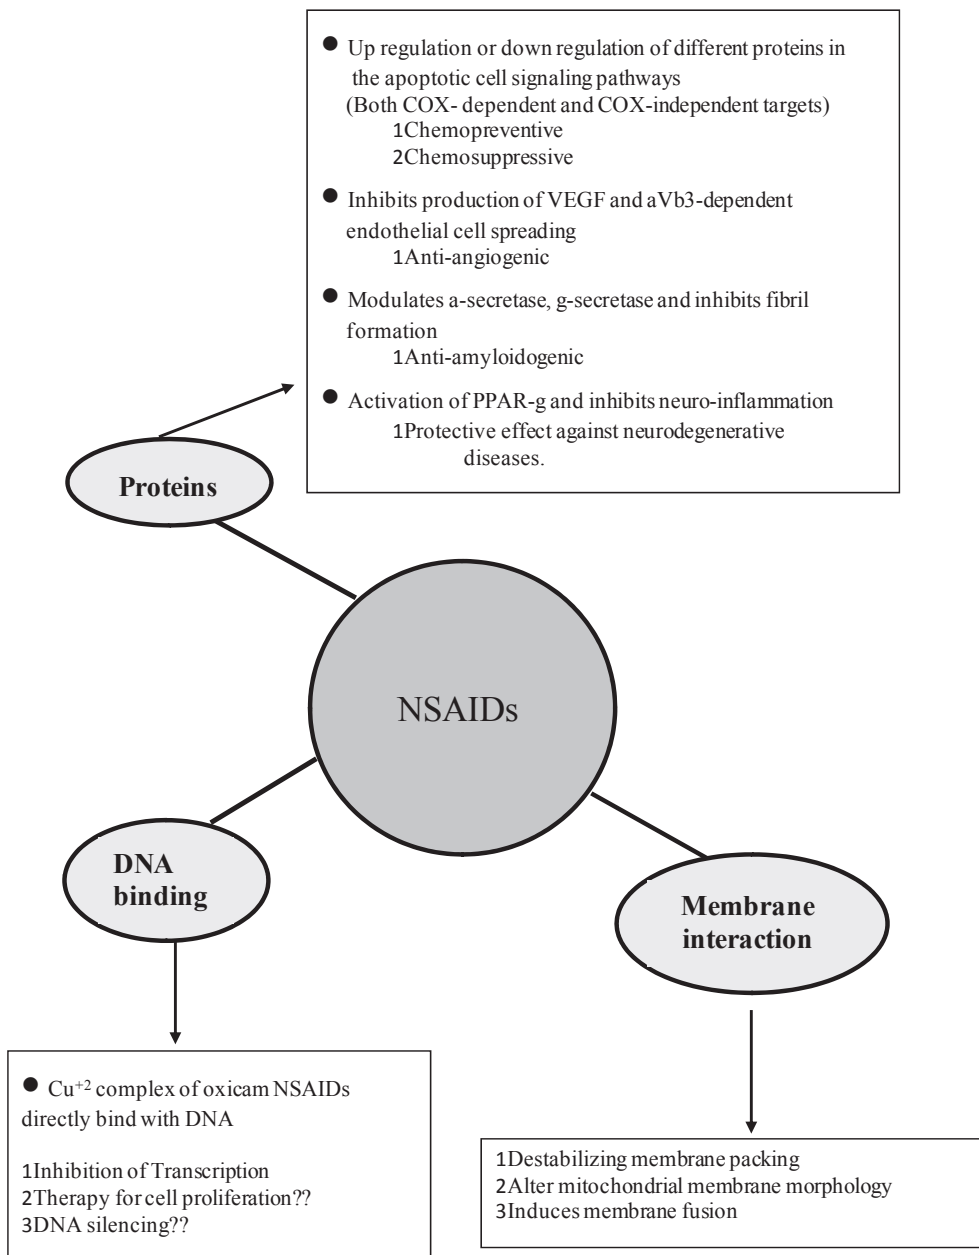 ● Up regulation or down regulation of different proteins in
the apoptotic cell signaling pathways
(Both COX- dependent and COX-independent targets)
1Chemopreventive
2Chemosuppressive
● Inhibits production of VEGF and aVb3-dependent
endothelial cell spreading
1Anti-angiogenic
● Modulates a-secretase, g-secretase and inhibits fibril
formation
1Anti-amyloidogenic
● Activation of PPAR-g and inhibits neuro-inflammation
1Protective effect against neurodegenerative
diseases.
Proteins
NSAIDs
DNA
binding
Membrane
interaction
● Cu+2 complex of oxicam NSAIDs
directly bind with DNA
1Inhibition of Transcription
2Therapy for cell proliferation??
3DNA silencing??
1Destabilizing membrane packing
2Alter mitochondrial membrane morphology
3Induces membrane fusion